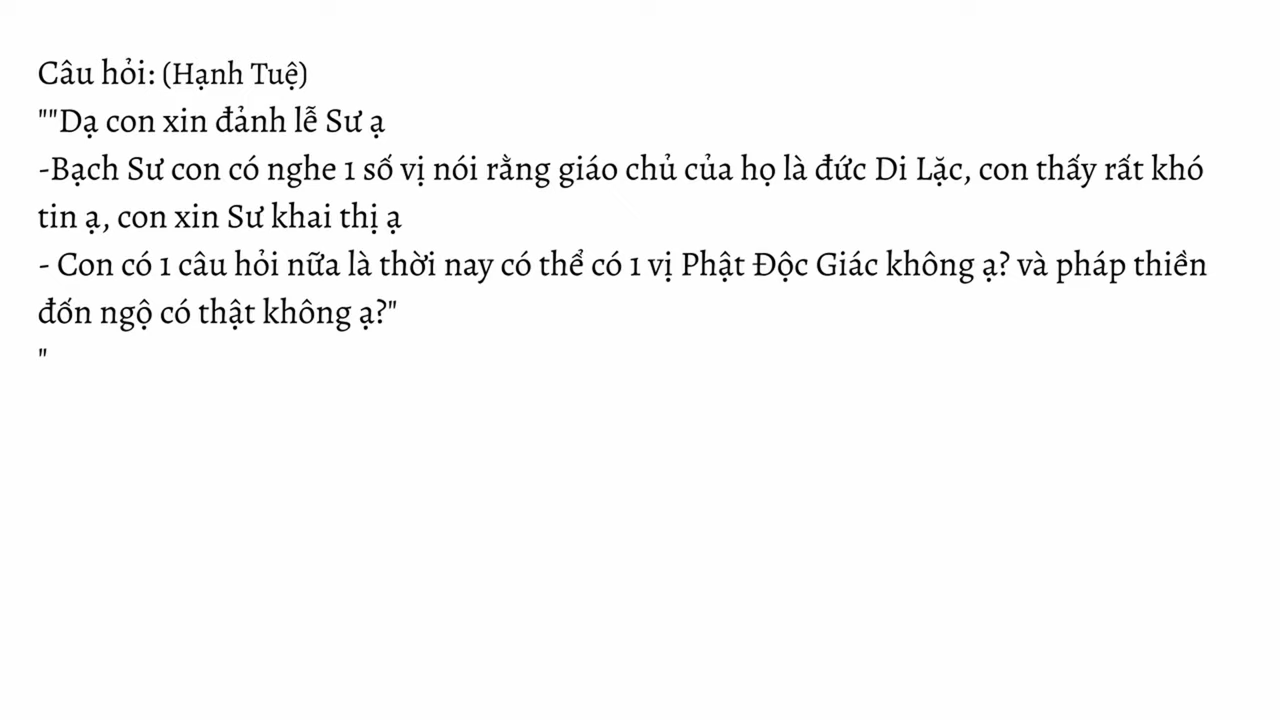 Câu hỏi: (Hạnh Tuệ)
""Dạ con xin đảnh lễ Sư ạ
-Bạch Sư con có nghe 1 số vị nói rằng giáo chủ của họ là đức Di Lặc, con thấy rất khó
tin ạ, con xin Sư khai thị ạ
- Con có 1 câu hỏi nữa là thời nay có thể có 1 vị Phật Độc Giác không ạ? và pháp thiền
đốn ngộ có thật không ạ?"
"